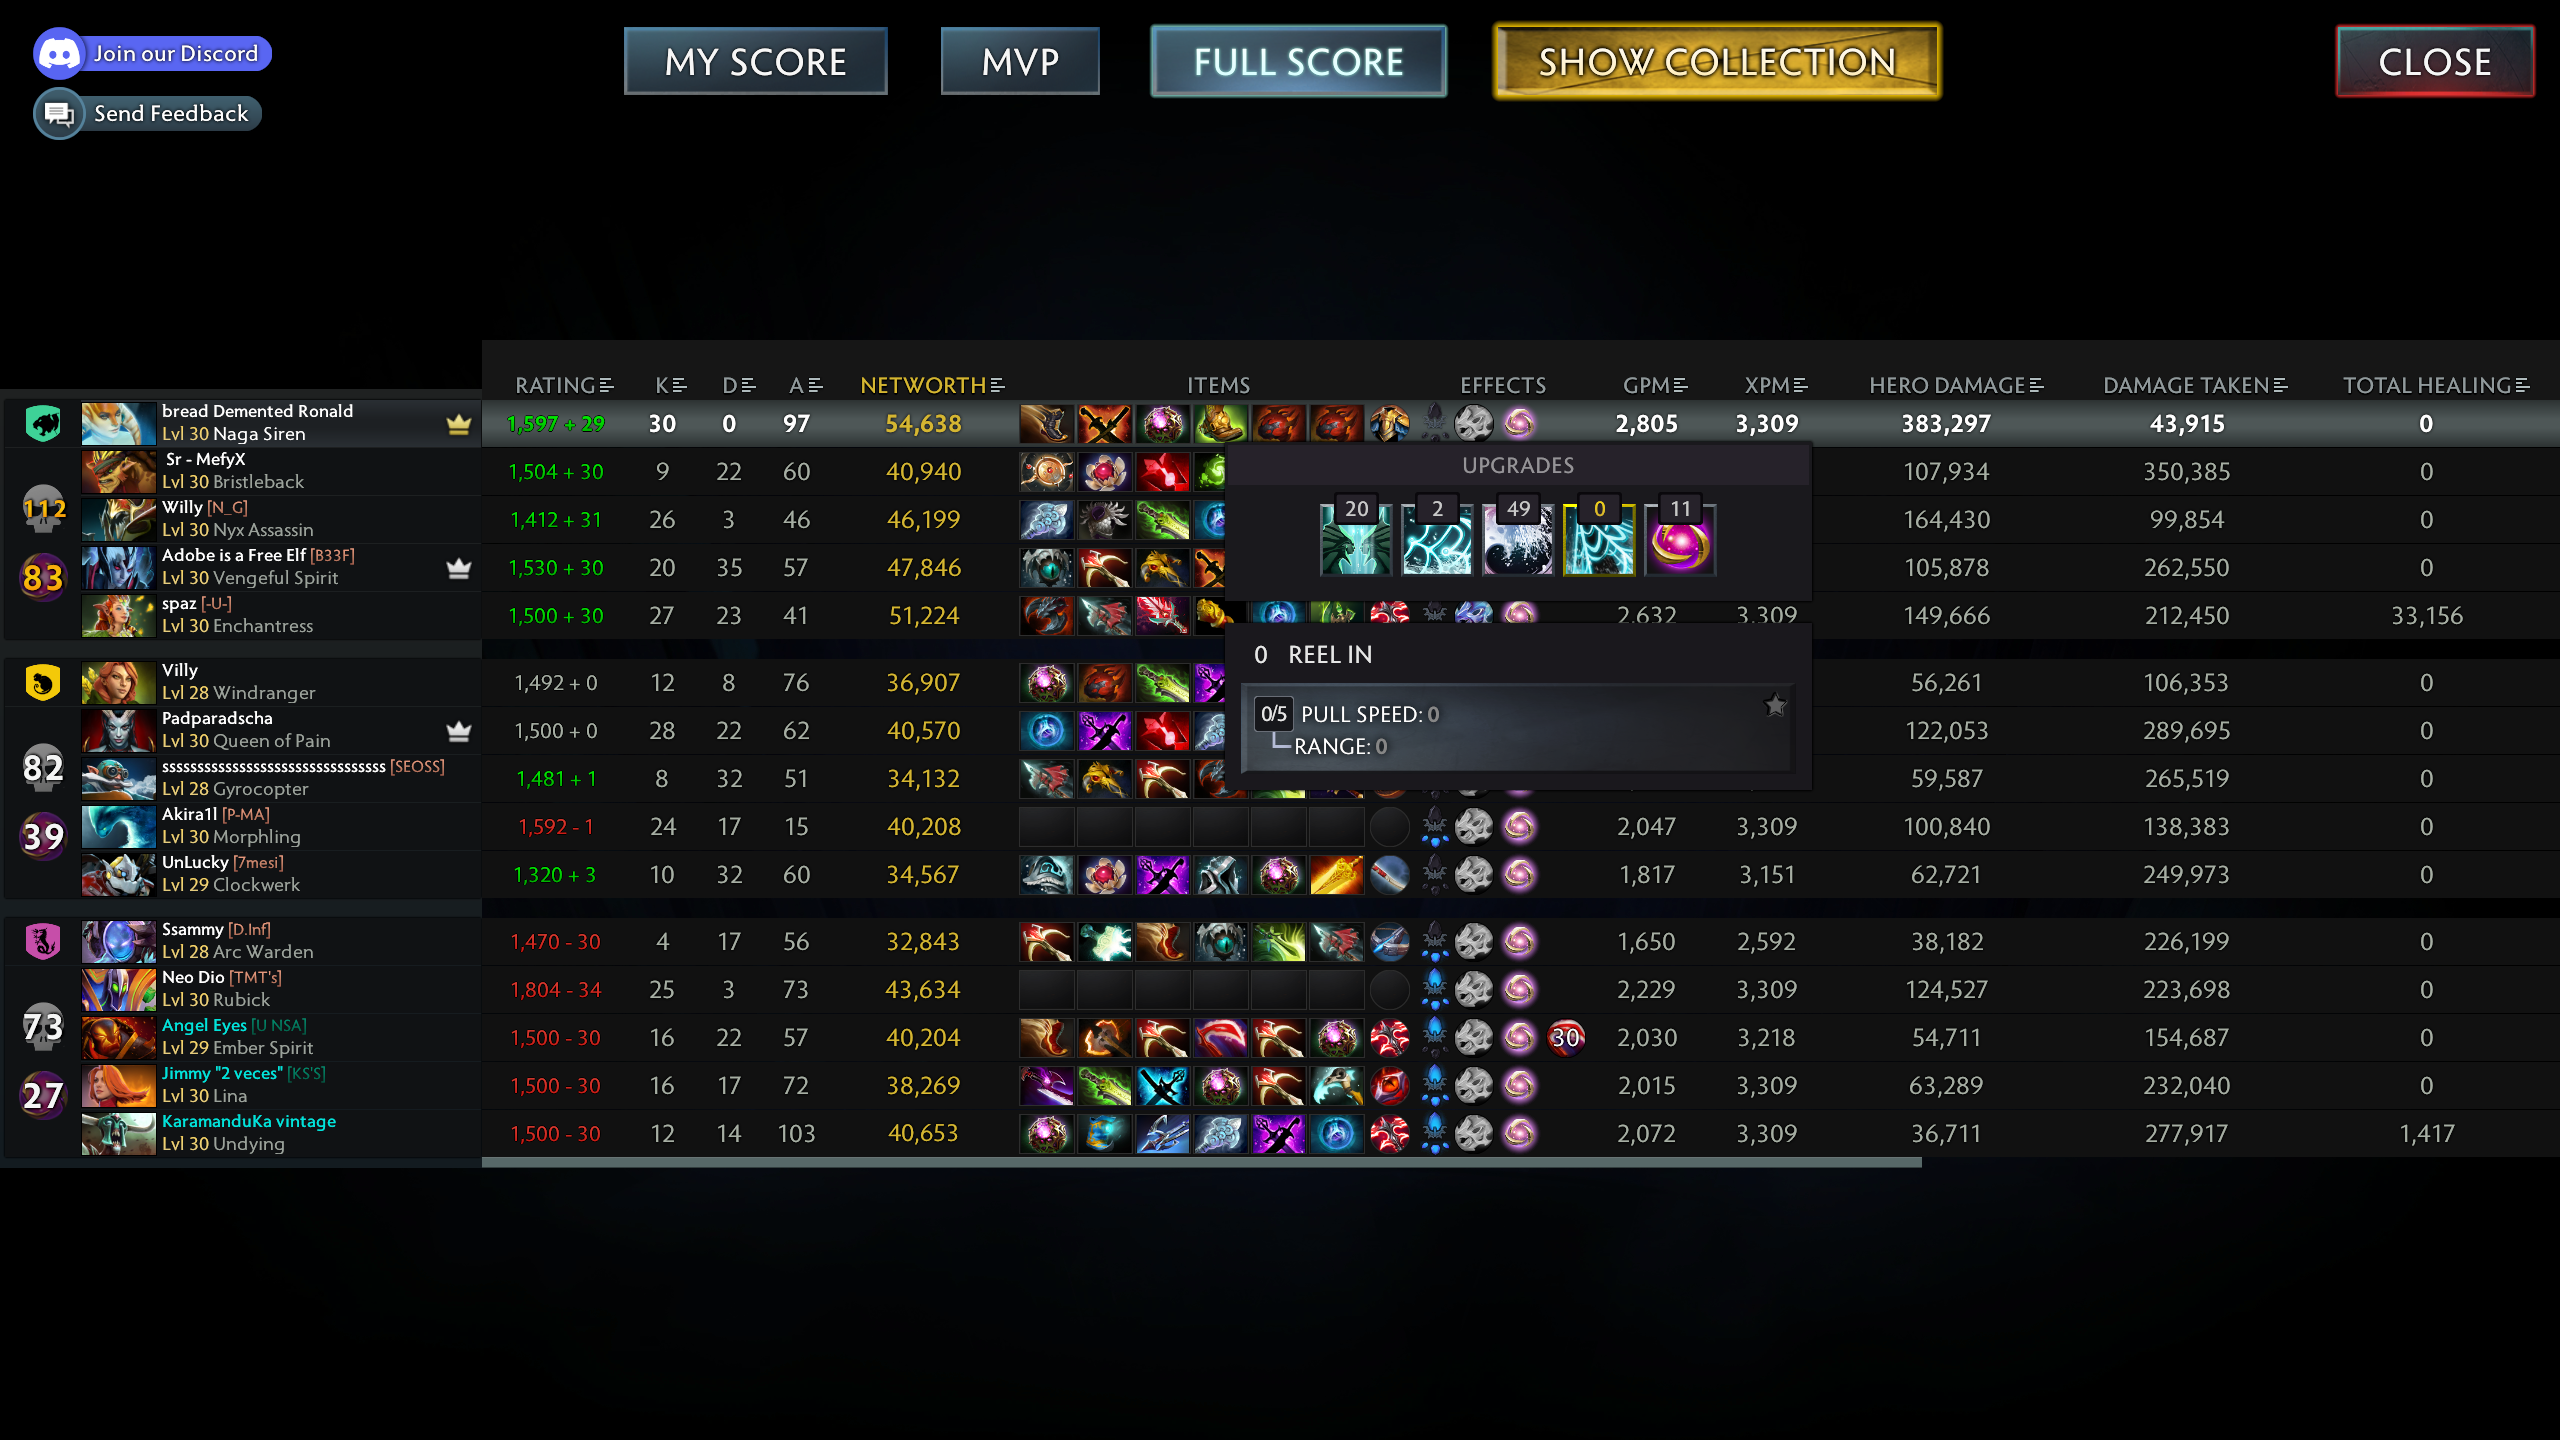 Join our Discord
Send Feedback
MY SCORE
MVP
FULL SCORE
SHOW COLLECTION
CLOSE
RATING K D A NETWORTH ITEMS EFFECTS GPM XPM HERO DAMAGE DAMAGE TAKEN TOTAL HEALING
bread Demented Ronald
Lvl 30 Naga Siren
1,597 + 29 30 0 97 54,638 2,805 3,309 383,297 43,915 0
112
83
Sr - MefyX
Lvl 30 Bristleback
1,504 + 30 9 22 60 40,940 107,934 350,385 0
Willy [N_G]
Lvl 30 Nyx Assassin
1,412 + 31 26 3 46 46,199 164,430 99,854 0
Adobe is a Free Elf [B33F]
Lvl 30 Vengeful Spirit
1,530 + 30 20 35 57 47,846 105,878 262,550 0
spaz [-U-]
Lvl 30 Enchantress
1,500 + 30 27 23 41 51,224 2,632 3,309 149,666 212,450 33,156
UPGRADES
20 2 49 0 11
0 REEL IN
0/5 PULL SPEED: 0
RANGE: 0
Villy
Lvl 28 Windranger
1,492 + 0 12 8 76 36,907 56,261 106,353 0
82
39
Padparadscha
Lvl 30 Queen of Pain
1,500 + 0 28 22 62 40,570 122,053 289,695 0
ssssssssssssssssssssssssssssssss [SEOSS]
Lvl 28 Gyrocopter
1,481 + 1 8 32 51 34,132 59,587 265,519 0
Akira1l [P-MA]
Lvl 30 Morphling
1,592 - 1 24 17 15 40,208 2,047 3,309 100,840 138,383 0
UnLucky [7mesi]
Lvl 29 Clockwerk
1,320 + 3 10 32 60 34,567 1,817 3,151 62,721 249,973 0
Ssammy [D.Inf]
Lvl 28 Arc Warden
1,470 - 30 4 17 56 32,843 1,650 2,592 38,182 226,199 0
73
27
Neo Dio [TMT's]
Lvl 30 Rubick
1,804 - 34 25 3 73 43,634 2,229 3,309 124,527 223,698 0
Angel Eyes [U NSA]
Lvl 29 Ember Spirit
1,500 - 30 16 22 57 40,204 30 2,030 3,218 54,711 154,687 0
Jimmy "2 veces" [KS'S]
Lvl 30 Lina
1,500 - 30 16 17 72 38,269 2,015 3,309 63,289 232,040 0
KaramanduKa vintage
Lvl 30 Undying
1,500 - 30 12 14 103 40,653 2,072 3,309 36,711 277,917 1,417